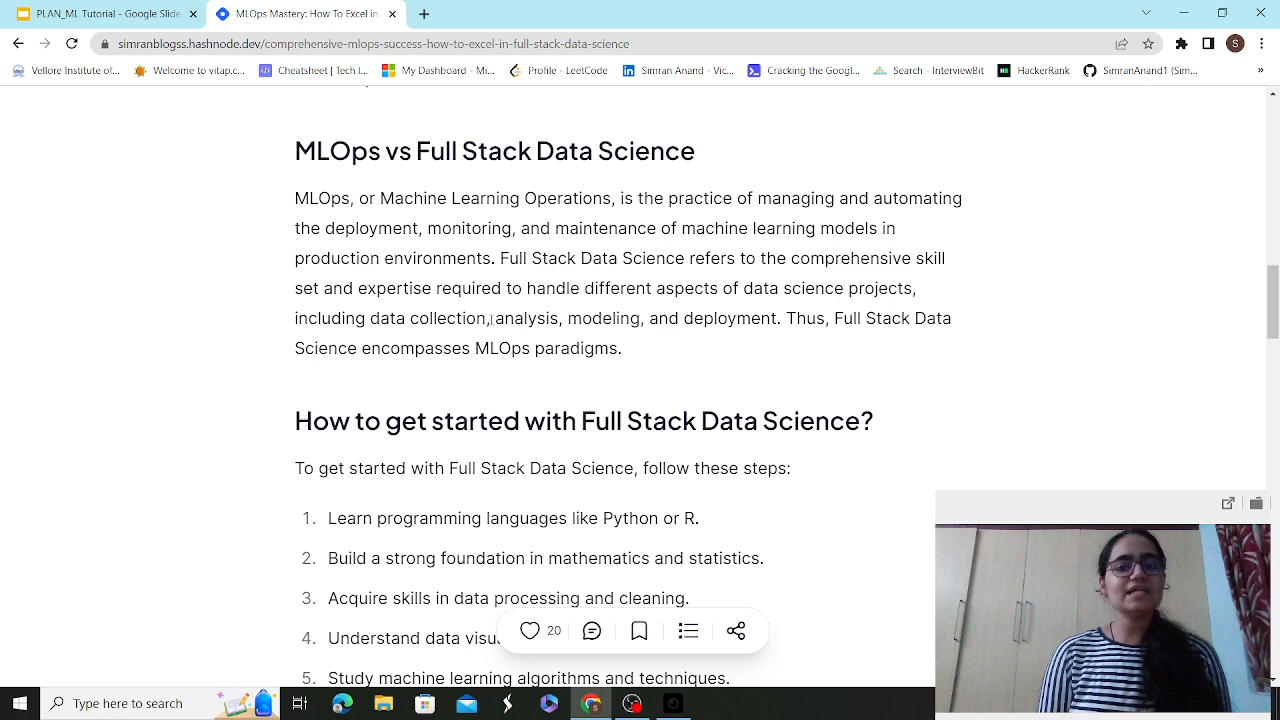 PLAN_ML Tutorial - Google Slide
MLOps Mastery: How Excel in
simranblogss.hashnode.dev/comprehensive-mlops-success-how-to-excel-in-full-stack-data-science
S
Vellore Institute of...
Welcome to vitap.c...
Codechef | Tech l...
My Dashboard - Mi...
Profile - LeetCode
Simran Anand - Vic...
Cracking the Googl...
Search - InterviewBit
HackerRank
SimranAnand1 (Sim...
»
MLOps vs Full Stack Data Science
MLOps, or Machine Learning Operations, is the practice of managing and automating
the deployment, monitoring, and maintenance of machine learning models in
production environments. Full Stack Data Science refers to the comprehensive skill
set and expertise required to handle different aspects of data science projects,
including data collection, analysis, modeling, and deployment. Thus, Full Stack Data
Science encompasses MLOps paradigms.
How to get started with Full Stack Data Science?
To get started with Full Stack Data Science, follow these steps:
1. Learn programming languages like Python or R.
2. Build a strong foundation in mathematics and statistics.
3. Acquire skills in data processing and cleaning.
4. Understand data visu
20
5. Study machine learning algorithms and techniques.
Type here to search